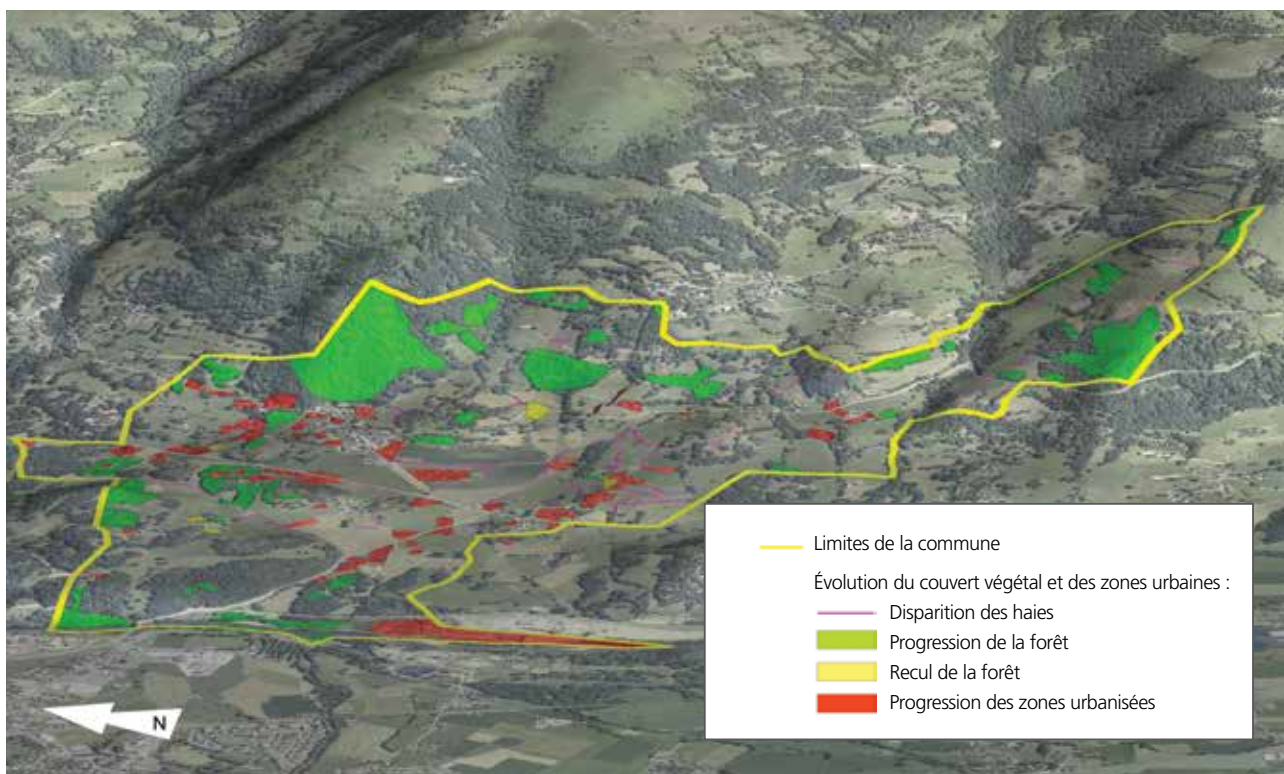 Limites de la commune
Évolution du couvert végétal et des zones urbaines :
Disparition des haies
Progression de la forêt
Recul de la forêt
Progression des zones urbanisées
N